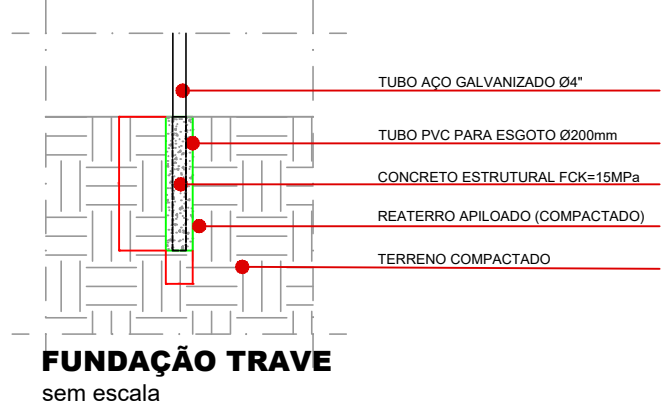 TUBO AÇO GALVANIZADO Ø4"
TUBO PVC PARA ESGOTO Ø200mm
CONCRETO ESTRUTURAL FCK=15MPa
REATERRO APILOADO (COMPACTADO)
TERRENO COMPACTADO
FUNDAÇÃO TRAVE
sem escala